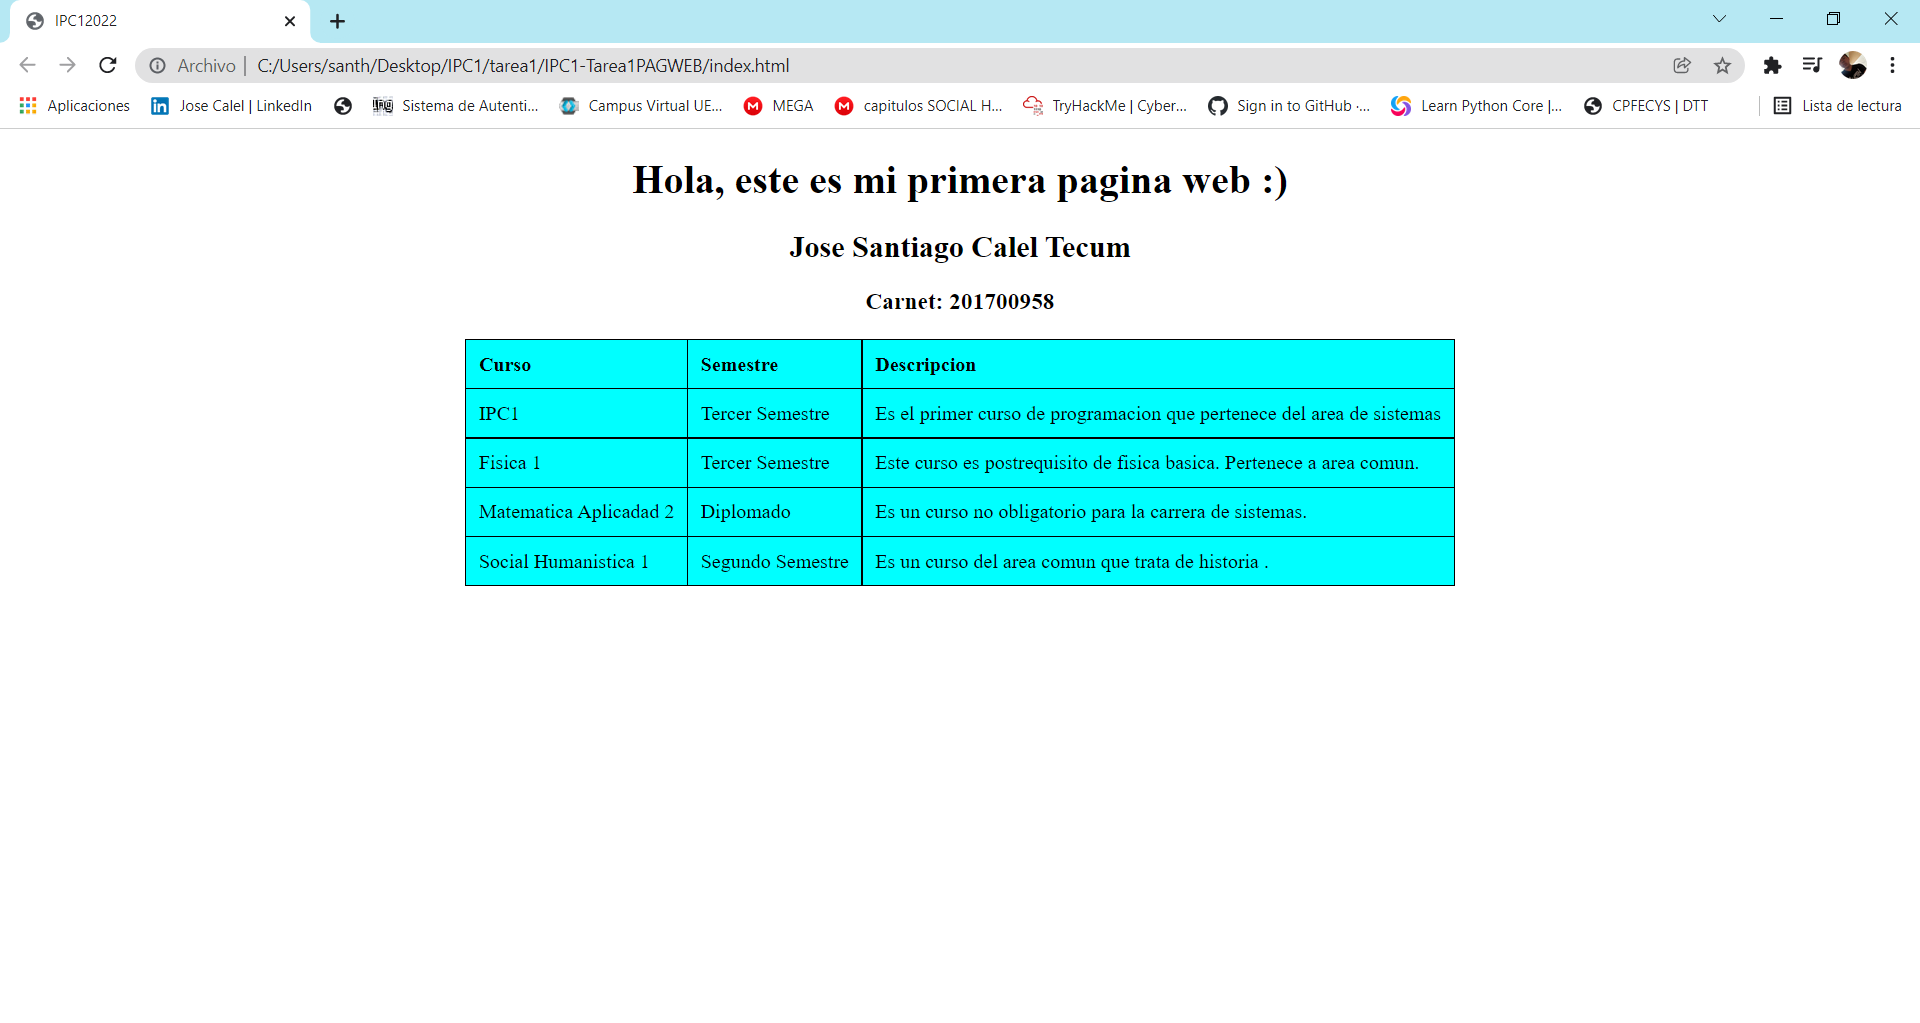 IPC12022
Archivo | C:/Users/santh/Desktop/IPC1/tarea1/IPC1-Tarea1PAGWEB/index.html
Aplicaciones Jose Calel | LinkedIn Sistema de Autenti... Campus Virtual UE... MEGA capitulos SOCIAL H... TryHackMe | Cyber... Sign in to GitHub ·... Learn Python Core |... CPFECYS | DTT Lista de lectura
Hola, este es mi primera pagina web :)
Jose Santiago Calel Tecum
Carnet: 201700958
Curso Semestre Descripcion
IPC1 Tercer Semestre Es el primer curso de programacion que pertenece del area de sistemas
Fisica 1 Tercer Semestre Este curso es postrequisito de fisica basica. Pertenece a area comun.
Matematica Aplicadad 2 Diplomado Es un curso no obligatorio para la carrera de sistemas.
Social Humanistica 1 Segundo Semestre Es un curso del area comun que trata de historia .